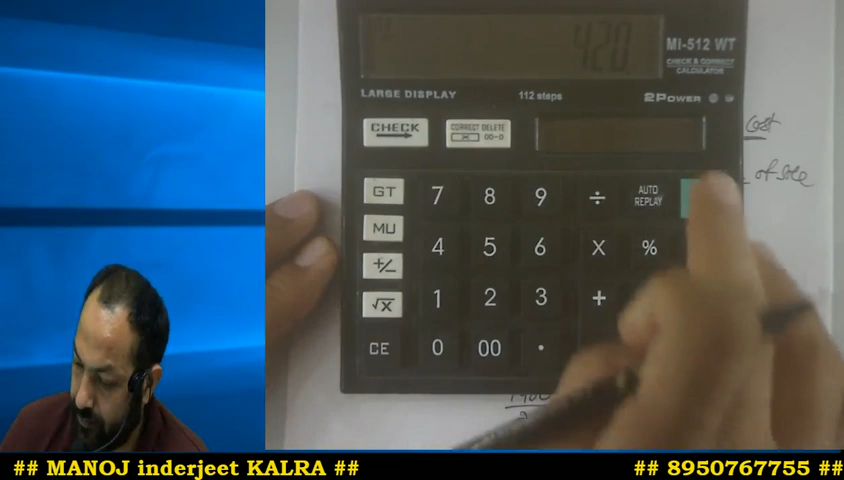 420.
MI-512 WT
CHECK & CORRECT
CALCULATOR
LARGE DISPLAY 112 steps 2POWER
CHECK
CORRECT DELETE
00→0
Cost
of sale
GT 7 8 9 ÷ AUTO REPLAY
MU 4 5 6 X %
+/- 1 2 3 +
√x
CE 0 00 .
## MANOJ inderjeet KALRA ## ## 8950767755 ##